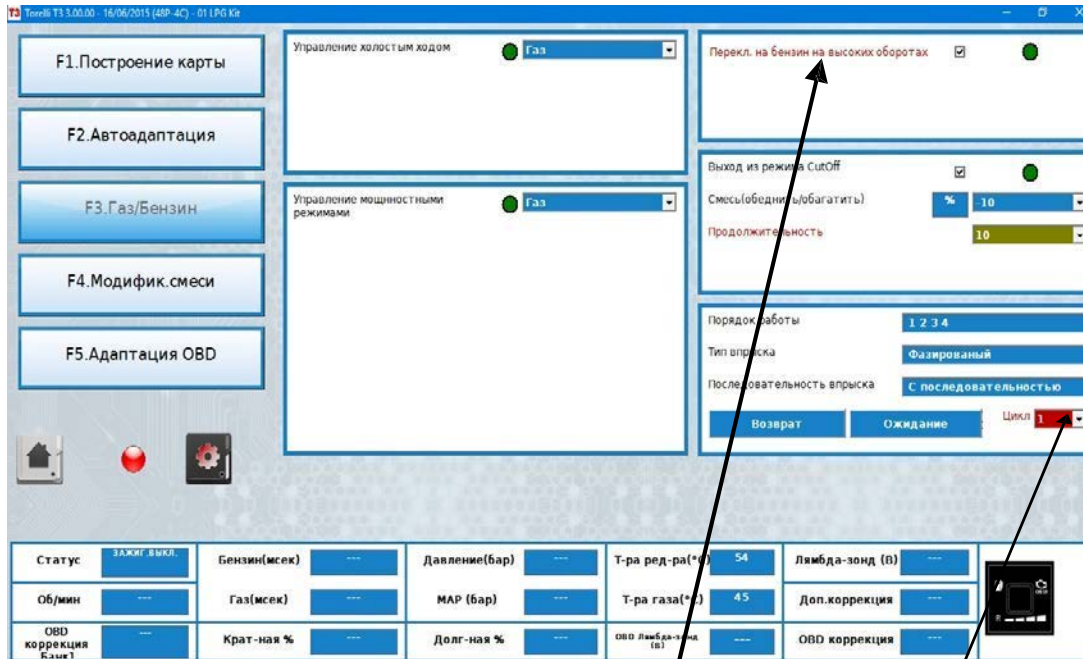 T3 Torelli T3 3.00.00 - 16/06/2015 (48P-4C) - 01 LPG Kit
F1.Построение карты
F2.Автоадаптация
F3.Газ/Бензин
F4.Модифик.смеси
F5.Адаптация OBD
Управление холостым ходом
Газ
Управление мощностными
режимами
Газ
Перекл. на бензин на высоких оборотах
Выход из режима CutOff
Смесь(обеднить/обагатить)
%
-10
Продолжительность
10
Порядок работы
1 2 3 4
Тип впрыска
Фазированый
Последовательность впрыска
С последовательностью
Возврат
Ожидание
Цикл
1
Статус
ЗАЖИГ.ВЫКЛ.
Бензин(мсек)
---
Давление(бар)
---
Т-ра ред-ра(°C)
54
Лямбда-зонд (В)
---
Об/мин
---
Газ(мсек)
---
MAP (бар)
---
Т-ра газа(°C)
45
Доп.коррекция
---
OBD
коррекция
Банк1
---
Крат-ная %
---
Долг-ная %
---
OBD Лямбда-зонд
(В)
---
OBD коррекция
---
R